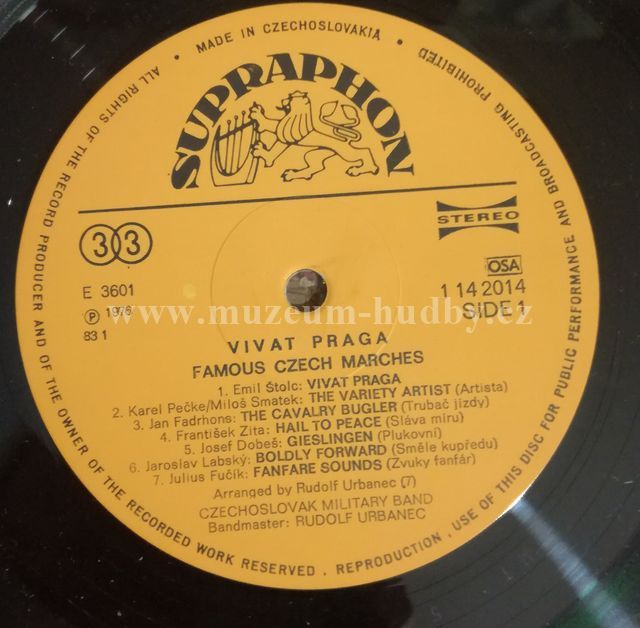 MADE IN CZECHOSLOVAKIA •
ALL RIGHTS OF THE RECORD PRODUCER AND OF THE OWNER OF THE RECORDED WORK RESERVED . REPRODUCTION , USE OF THIS DISC FOR PUBLIC PERFORMANCE AND BROADCASTING PROHIBITED
SUPRAPHON
33
STEREO
E 3601
OSA
℗ 1976
1 14 2014
83 1
SIDE 1
www.muzeum-hudby.cz
VIVAT PRAGA
FAMOUS CZECH MARCHES
1. Emil Štolc: VIVAT PRAGA
2. Karel Pečke/Miloš Smatek: THE VARIETY ARTIST (Artista)
3. Jan Fadrhons: THE CAVALRY BUGLER (Trubač jízdy)
4. František Zita: HAIL TO PEACE (Sláva míru)
5. Josef Dobeš: GIESLINGEN (Plukovní)
6. Jaroslav Labský: BOLDLY FORWARD (Směle kupředu)
7. Julius Fučík: FANFARE SOUNDS (Zvuky fanfár)
Arranged by Rudolf Urbanec (7)
CZECHOSLOVAK MILITARY BAND
Bandmaster: RUDOLF URBANEC